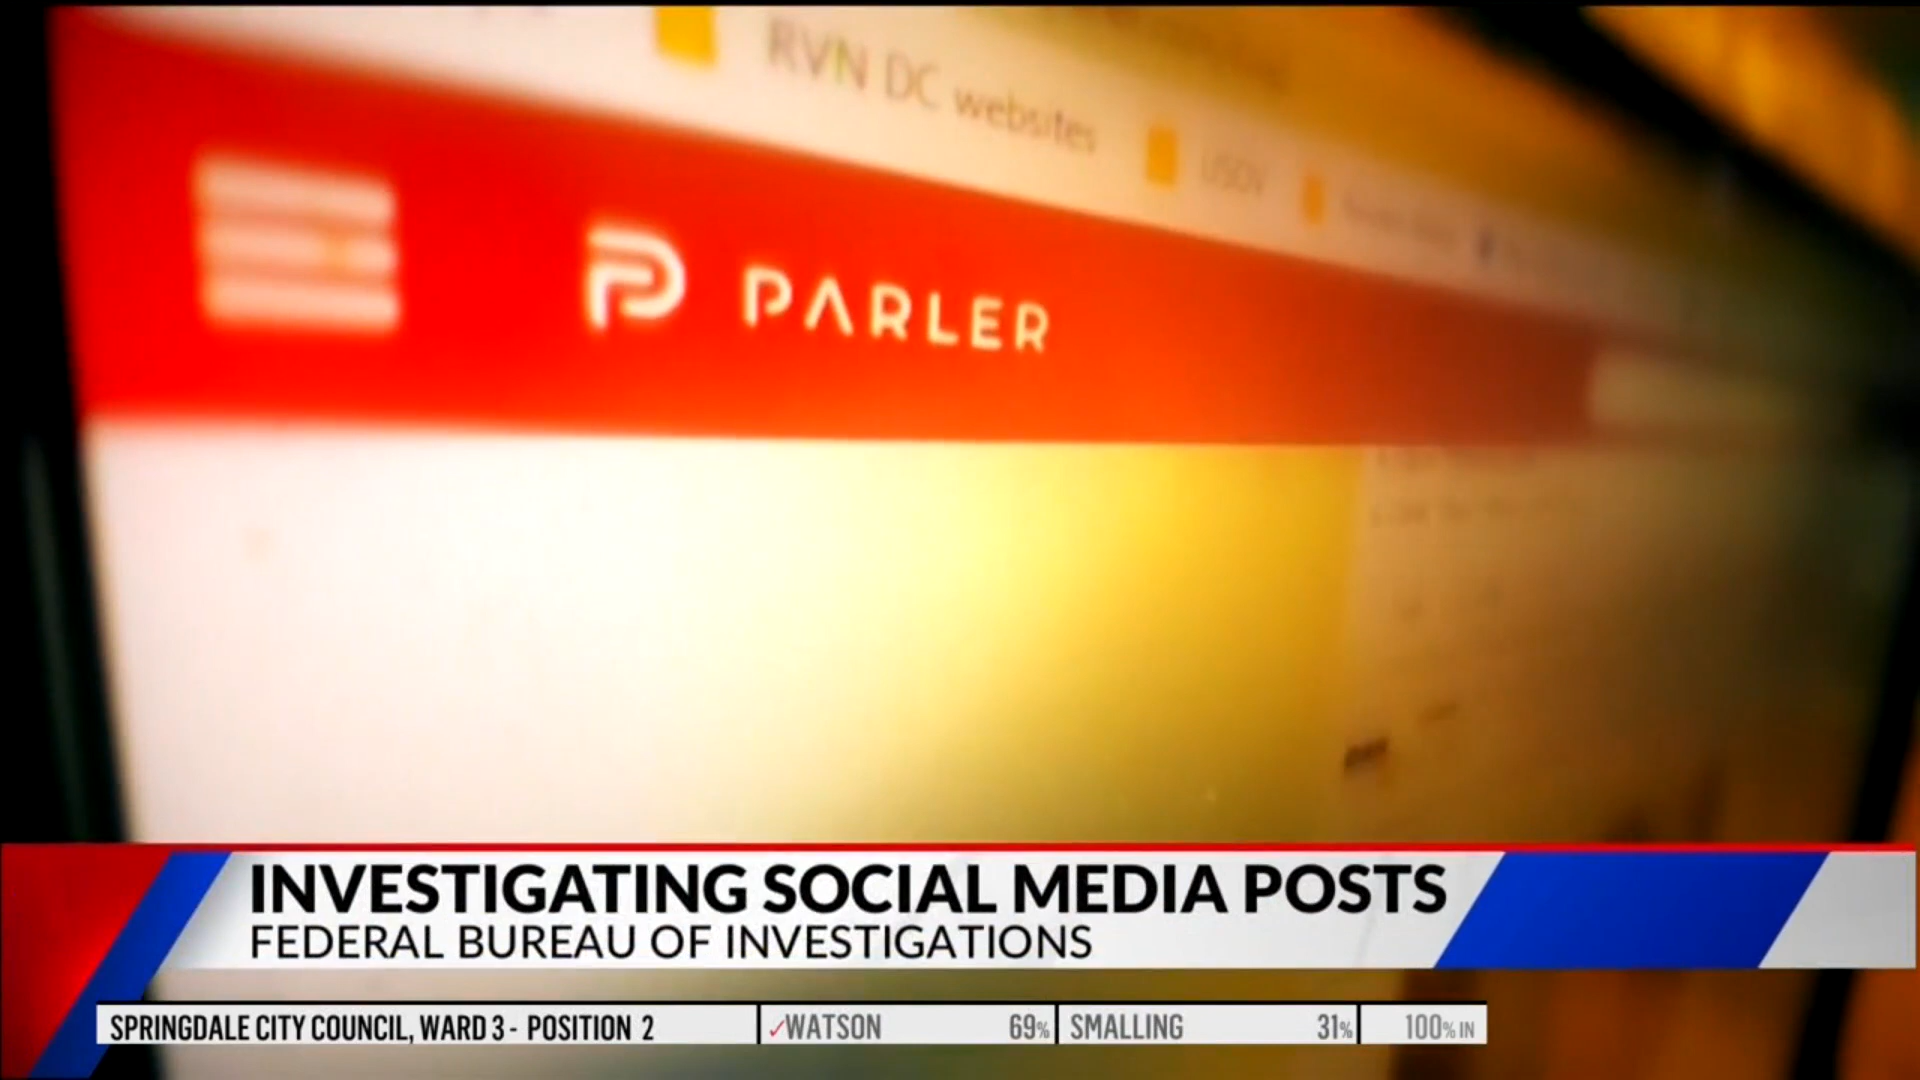 RVN DC websites
USDV
PARLER
INVESTIGATING SOCIAL MEDIA POSTS
FEDERAL BUREAU OF INVESTIGATIONS
SPRINGDALE CITY COUNCIL, WARD 3 - POSITION 2 ✓WATSON 69% SMALLING 31% 100% IN